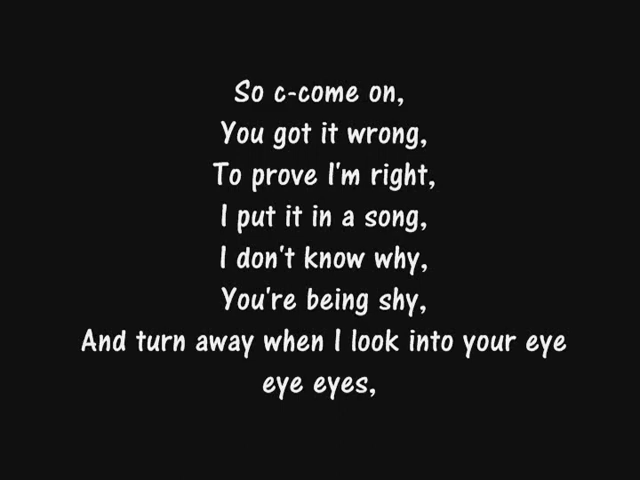 So c-come on,
You got it wrong,
To prove I'm right,
I put it in a song,
I don't know why,
You're being shy,
And turn away when I look into your eye
eye eyes,